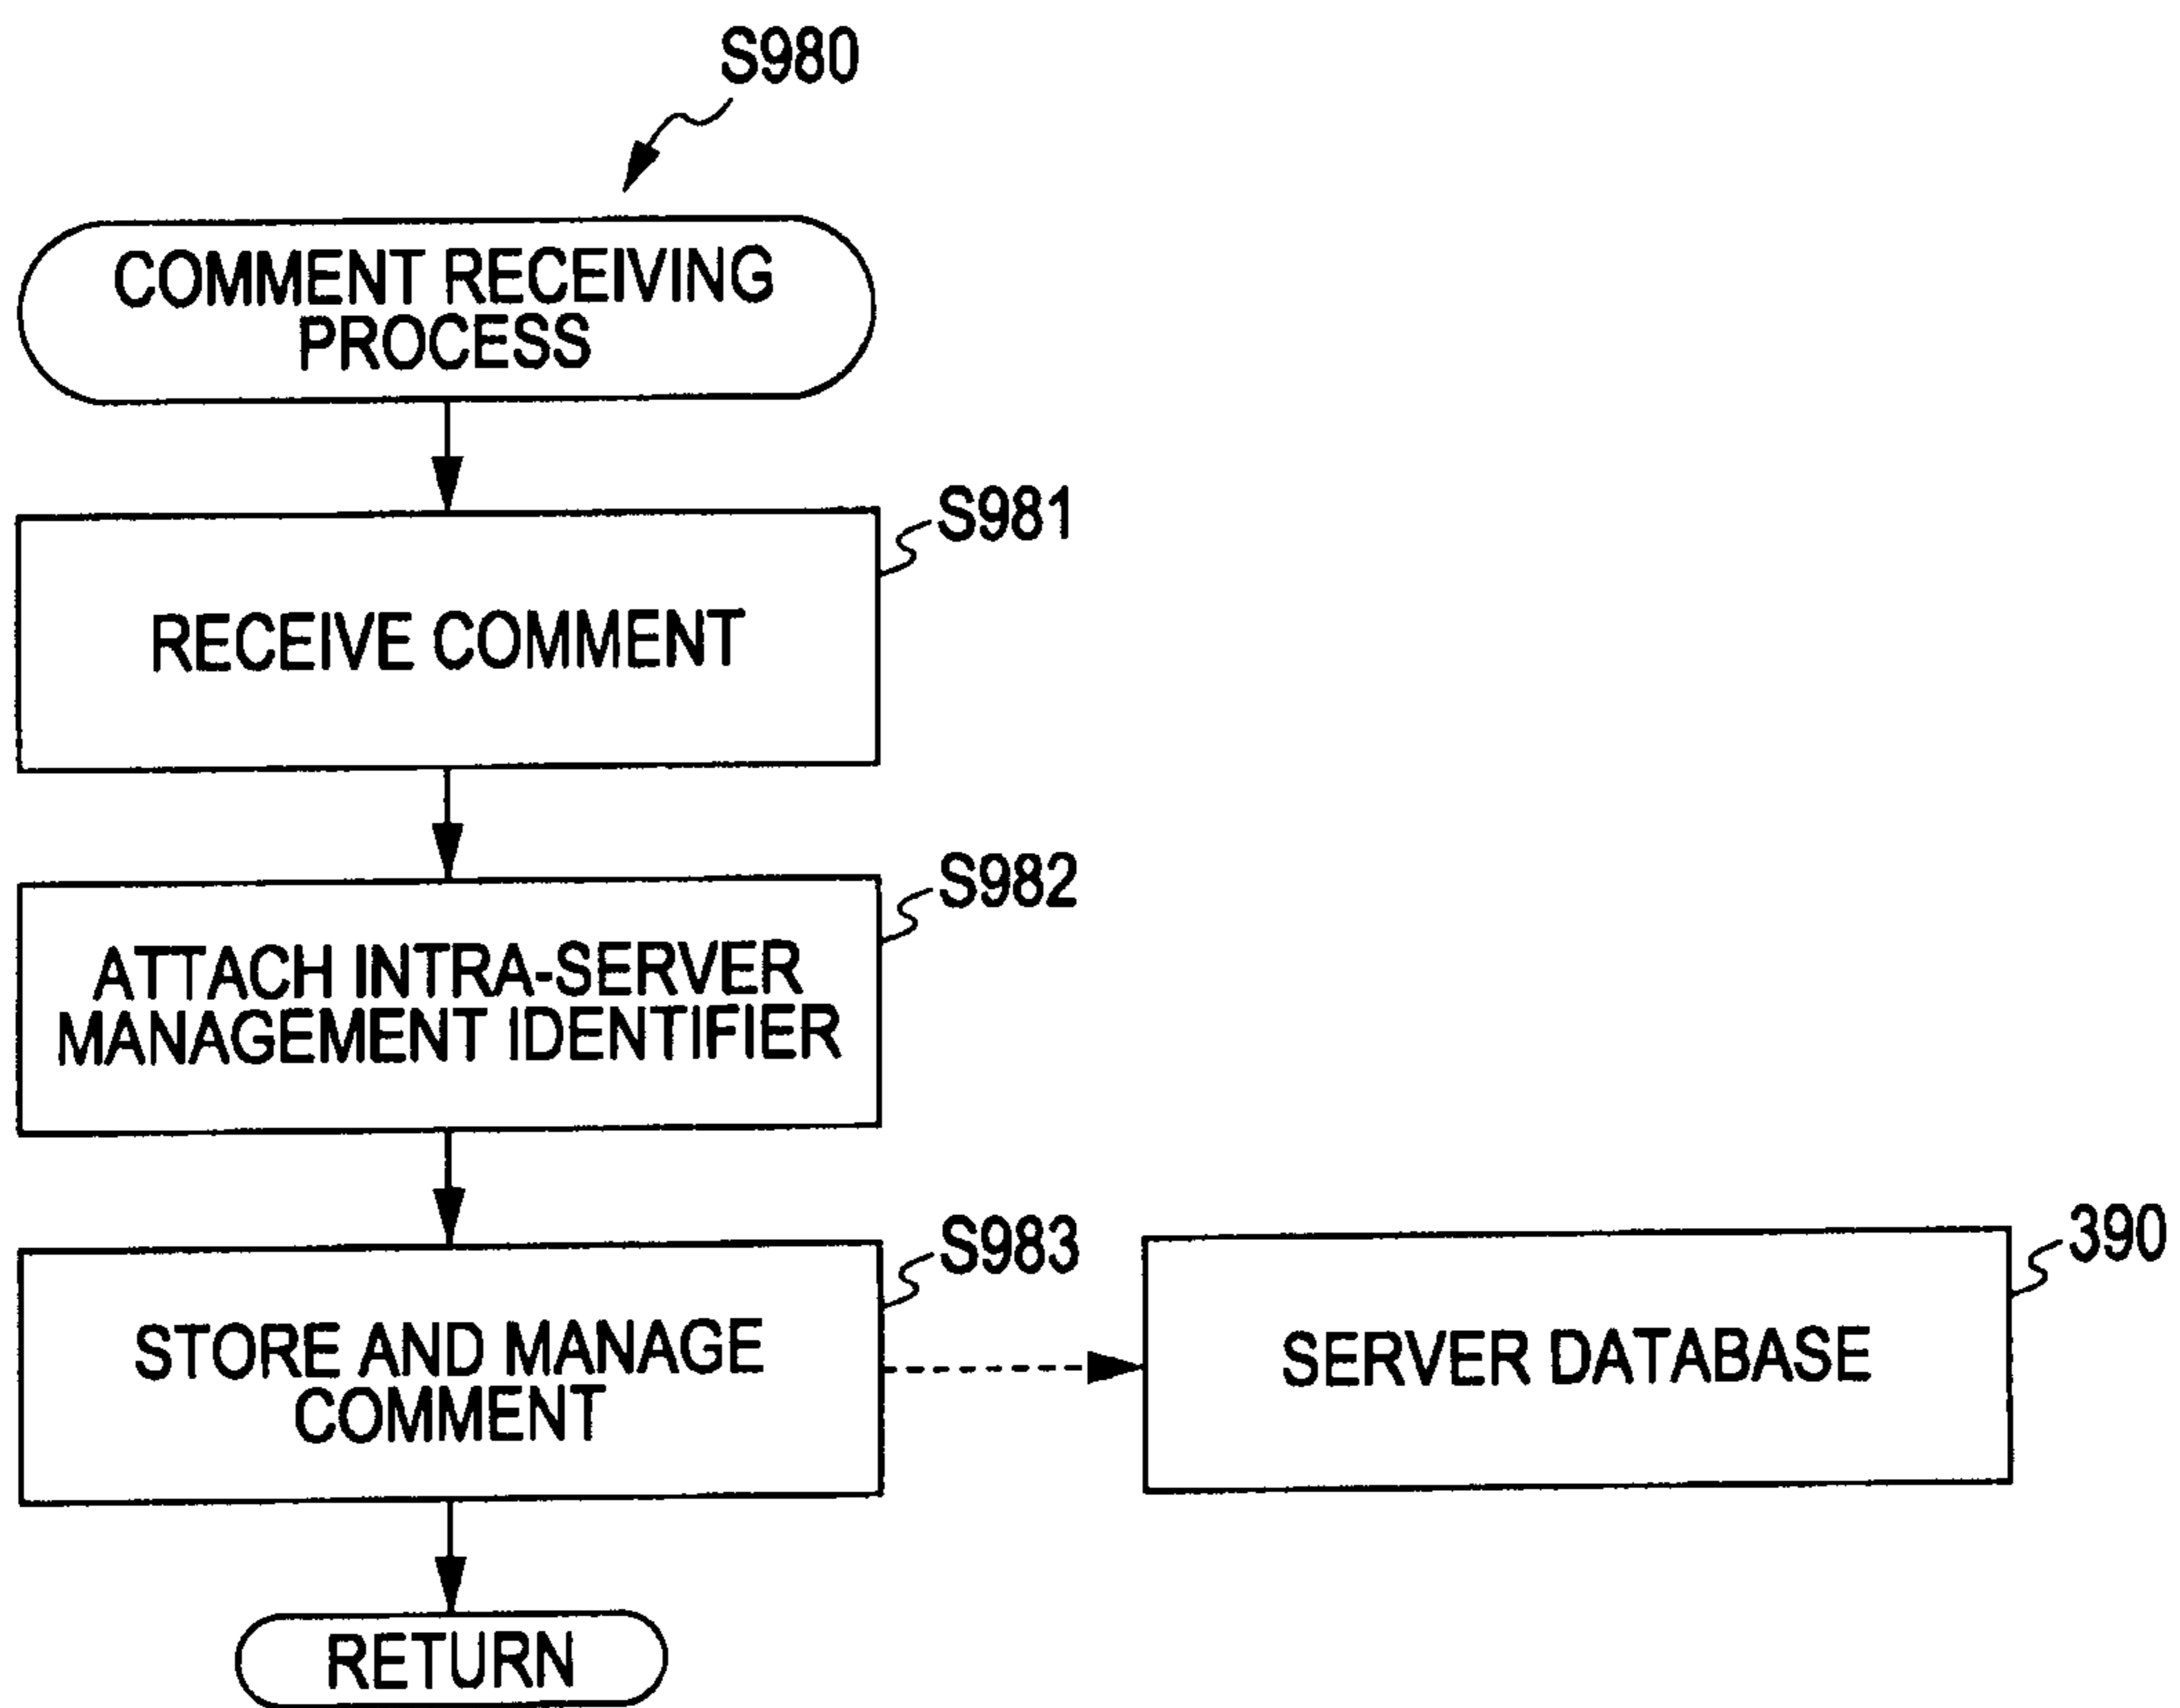 S980
COMMENT RECEIVING
PROCESS
S981
RECEIVE COMMENT
S982
ATTACH INTRA-SERVER
MANAGEMENT IDENTIFIER
S983
STORE AND MANAGE
COMMENT
390
SERVER DATABASE
RETURN